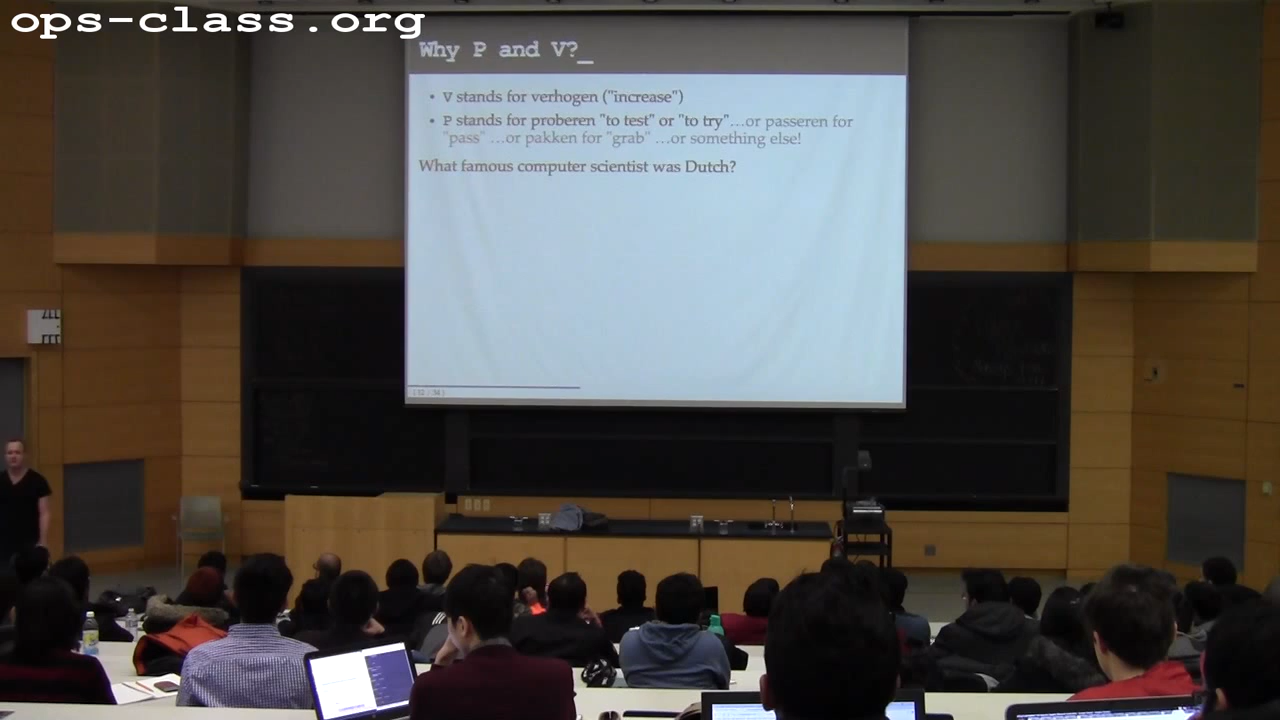 ops-class.org
Why P and V?_
• V stands for verhogen ("increase")
• P stands for proberen "to test" or "to try"...or passeren for
"pass" ...or pakken for "grab" ...or something else!
What famous computer scientist was Dutch?